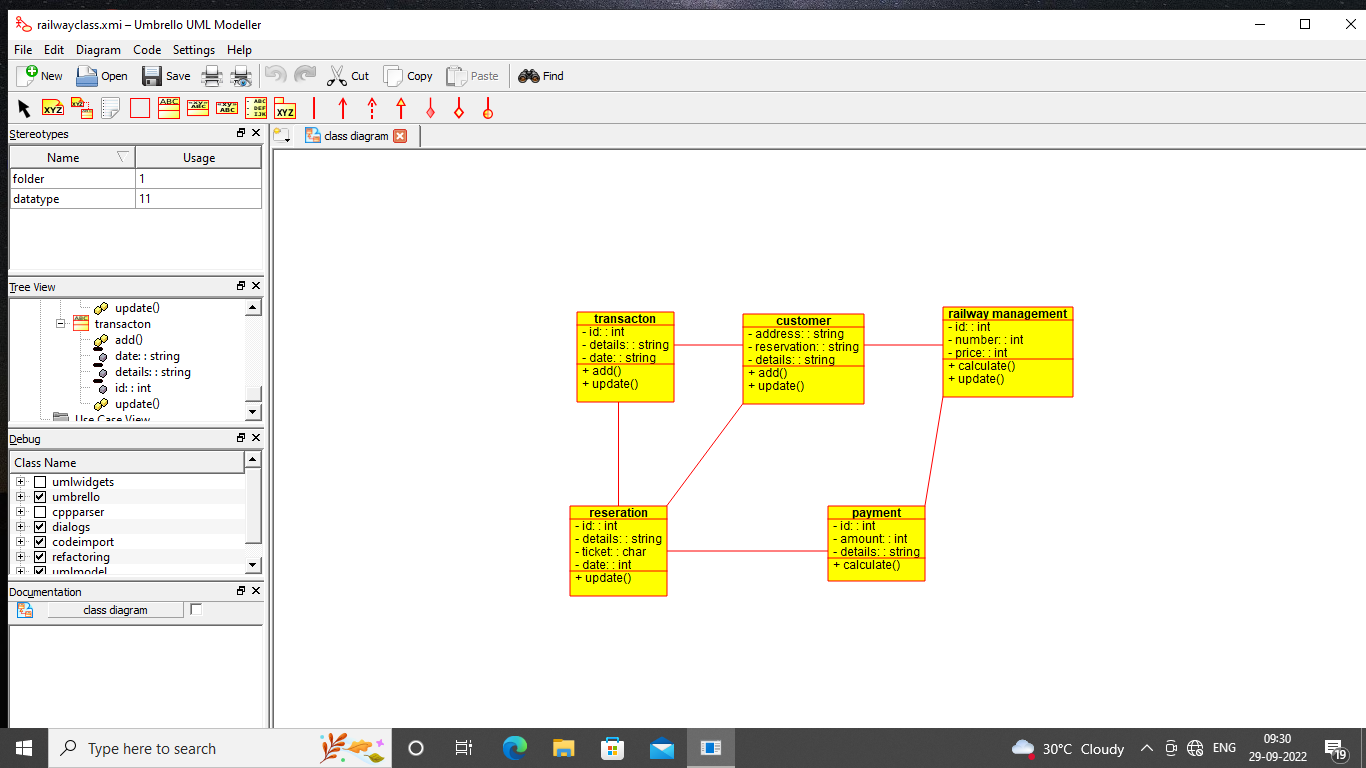 railwayclass.xmi – Umbrello UML Modeller
File Edit Diagram Code Settings Help
New Open Save Cut Copy Paste Find
XYZ XYZ ABC xy ABC xy ABC ABC DEF IJK XYZ
Stereotypes
Name Usage
folder 1
datatype 11
Tree View
update()
transacton
add()
date: : string
details: : string
id: : int
update()
Use Case View
Debug
Class Name
umlwidgets
umbrello
cppparser
dialogs
codeimport
refactoring
umlmodel
Documentation
class diagram
class diagram
transacton
- id: : int
- details: : string
- date: : string
+ add()
+ update()
customer
- address: : string
- reservation: : string
- details: : string
+ add()
+ update()
railway management
- id: : int
- number: : int
- price: : int
+ calculate()
+ update()
reseration
- id: : int
- details: : string
- ticket: : char
- date: : int
+ update()
payment
- id: : int
- amount: : int
- details: : string
+ calculate()
Type here to search
30°C Cloudy
ENG
09:30
29-09-2022
19